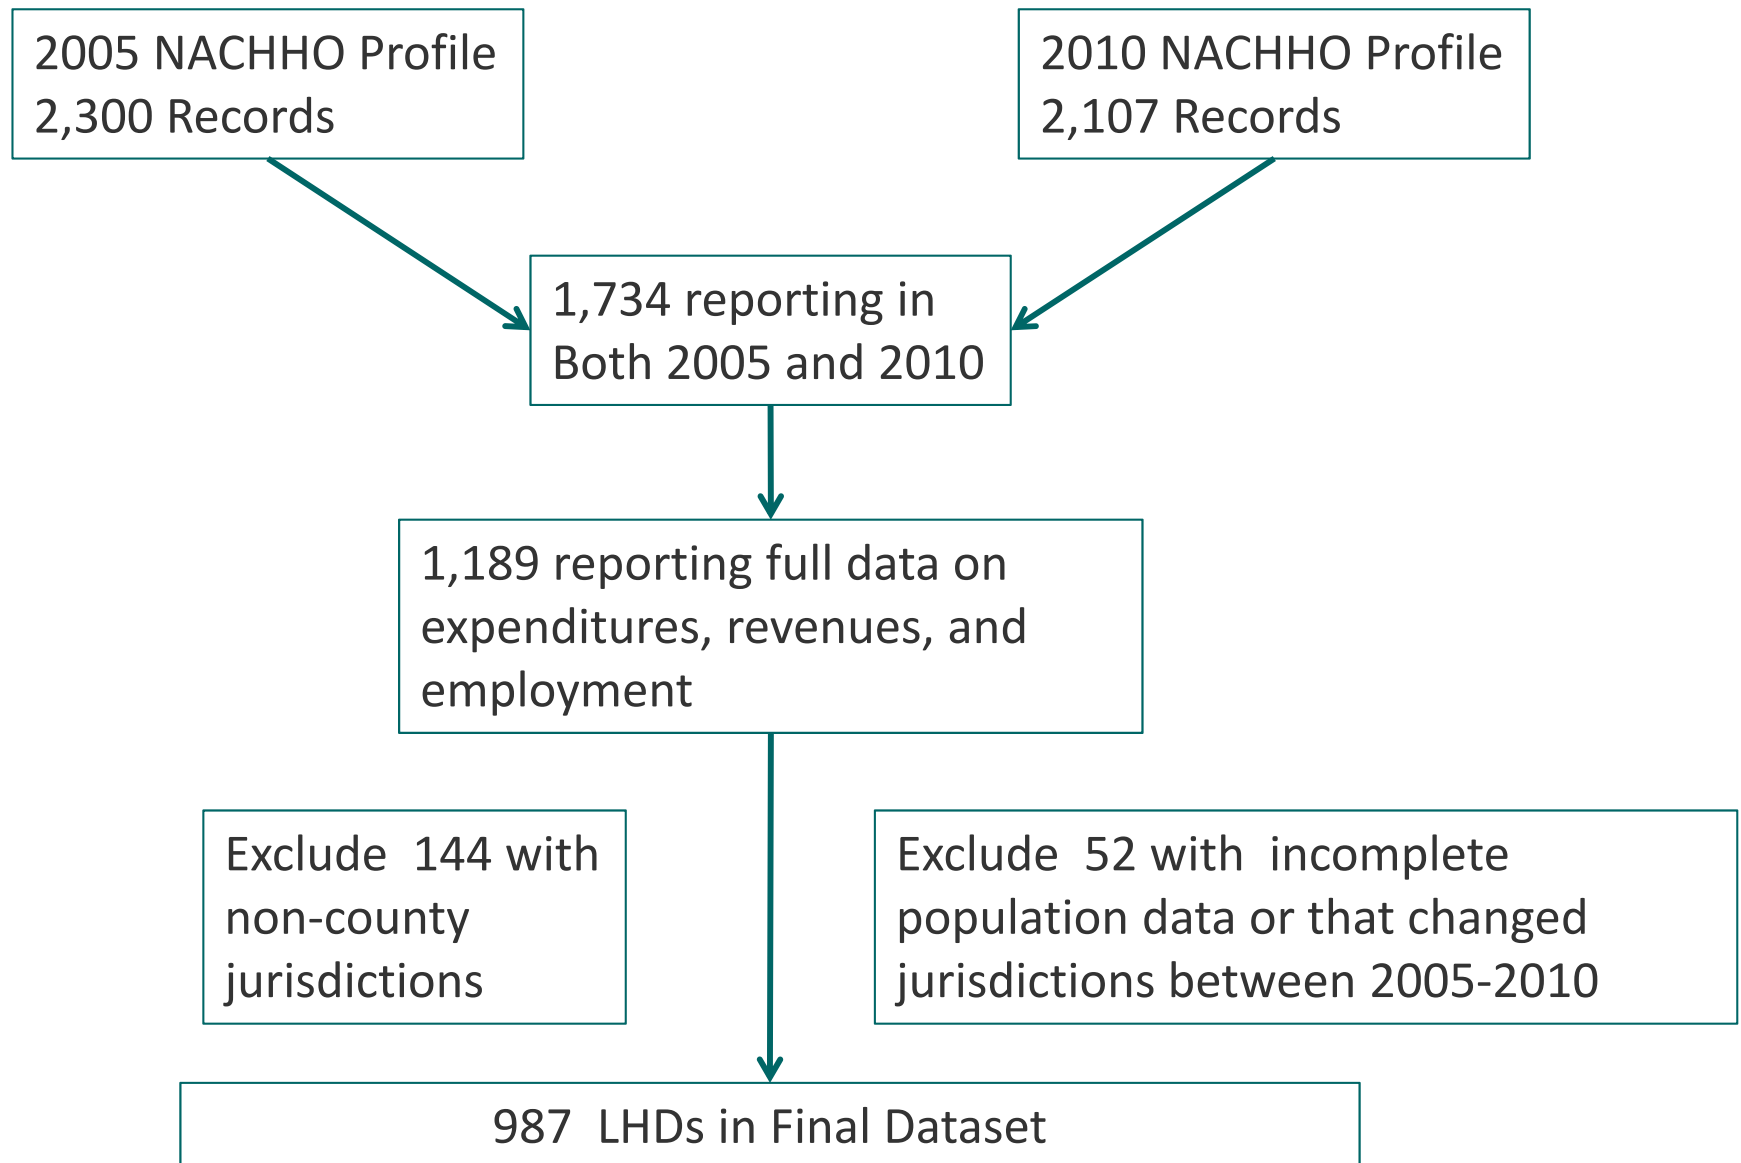 2005 NACHHO Profile
2,300 Records
2010 NACHHO Profile
2,107 Records
1,734 reporting in
Both 2005 and 2010
1,189 reporting full data on
expenditures, revenues, and
employment
Exclude  144 with
non-county
jurisdictions
Exclude  52 with  incomplete
population data or that changed
jurisdictions between 2005-2010
987  LHDs in Final Dataset